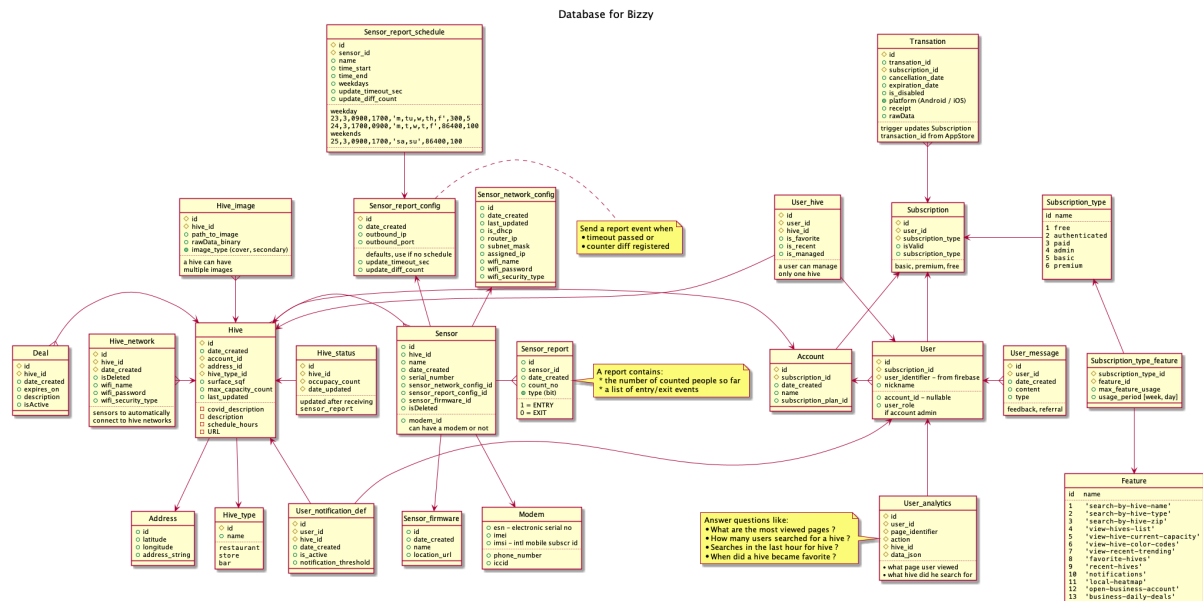 Database for Bizzy
Sensor_report_schedule
id
sensor_id
name
time_start
time_end
weekdays
update_timeout_sec
update_diff_count
weekday
23,3,0900,1700,'m,tu,w,th,f',300,5
24,3,1700,0900,'m,t,w,t,f',86400,100
weekends
25,3,0900,1700,'sa,su',86400,100
Transation
id
transation_id
subscription_id
cancellation_date
expiration_date
is_disabled
platform (Android / iOS)
receipt
rawData
trigger updates Subscription
transaction_id from AppStore
Hive_image
id
hive_id
path_to_image
rawData_binary
image_type (cover, secondary)
a hive can have
multiple images
Sensor_report_config
id
date_created
outbound_ip
outbound_port
defaults, use if no schedule
update_timeout_sec
update_diff_count
Sensor_network_config
id
date_created
last_updated
is_dhcp
router_ip
subnet_mask
assigned_ip
wifi_name
wifi_password
wifi_security_type
Send a report event when
• timeout passed or
• counter diff registered
User_hive
id
user_id
hive_id
is_favorite
is_recent
is_managed
a user can manage
only one hive
Subscription
id
user_id
subscription_type
isValid
subscription_type
basic, premium, free
Subscription_type
id name
1 free
2 authenticated
3 paid
4 admin
5 basic
6 premium
Deal
id
hive_id
date_created
expires_on
description
isActive
Hive_network
id
hive_id
date_created
isDeleted
wifi_name
wifi_password
wifi_security_type
sensors to automatically
connect to hive networks
Hive
id
date_created
account_id
address_id
hive_type_id
surface_sqf
max_capacity_count
last_updated
covid_description
description
schedule_hours
URL
Hive_status
id
hive_id
occupancy_count
date_updated
updated after receiving
sensor_report
Sensor
id
hive_id
name
date_created
serial_number
sensor_network_config_id
sensor_report_config_id
sensor_firmware_id
isDeleted
modem_id
can have a modem or not
Sensor_report
id
sensor_id
date_created
count_no
type (bit)
1 = ENTRY
0 = EXIT
A report contains:
* the number of counted people so far
* a list of entry/exit events
Account
id
subscription_id
date_created
name
subscription_plan_id
User
id
subscription_id
user_identifier - from firebase
nickname
account_id - nullable
user_role
if account admin
User_message
id
user_id
date_created
content
type
feedback, referral
Subscription_type_feature
subscription_type_id
feature_id
max_feature_usage
usage_period [week, day]
Address
id
latitude
longitude
address_string
Hive_type
id
name
restaurant
store
bar
User_notification_def
id
user_id
hive_id
date_created
is_active
notification_threshold
Sensor_firmware
id
date_created
name
location_url
Modem
esn - electronic serial no
imei
imsi - intl mobile subscr id
phone_number
iccid
Answer questions like:
• What are the most viewed pages ?
• How many users searched for a hive ?
• Searches in the last hour for hive ?
• When did a hive became favorite ?
User_analytics
id
user_id
page_identifier
action
hive_id
data_json
• what page user viewed
• what hive did he search for
Feature
id name
1 'search-by-hive-name'
2 'search-by-hive-type'
3 'search-by-hive-zip'
4 'view-hives-list'
5 'view-hive-current-capacity'
6 'view-hive-color-codes'
7 'view-recent-trending'
8 'favorite-hives'
9 'recent-hives'
10 'notifications'
11 'local-heatmap'
12 'open-business-account'
13 'business-daily-deals'